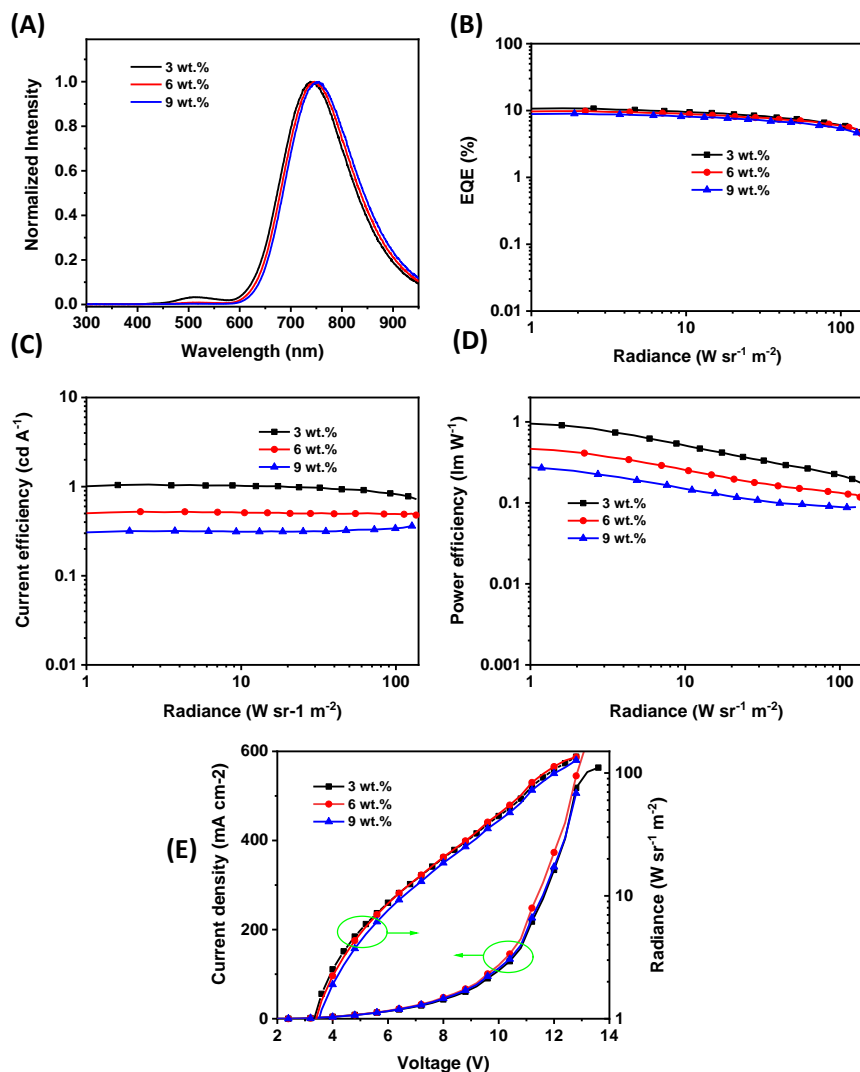 (A)
3 wt.%
6 wt.%
9 wt.%
Normalized Intensity
1.0
0.8
0.6
0.4
0.2
0.0
300 400 500 600 700 800 900
Wavelength (nm)
(B)
EQE (%)
100
10
1
0.1
0.01
3 wt.%
6 wt.%
9 wt.%
1 10 100
Radiance (W sr⁻¹ m⁻²)
(C)
Current efficiency (cd A⁻¹)
10
1
0.1
0.01
3 wt.%
6 wt.%
9 wt.%
1 10 100
Radiance (W sr-1 m⁻²)
(D)
Power efficiency (lm W⁻¹)
1
0.1
0.01
0.001
3 wt.%
6 wt.%
9 wt.%
1 10 100
Radiance (W sr⁻¹ m⁻²)
(E)
Current density (mA cm-2)
600
400
200
0
3 wt.%
6 wt.%
9 wt.%
2 4 6 8 10 12 14
Voltage (V)
100
10
1
Radiance (W sr⁻¹ m⁻²)